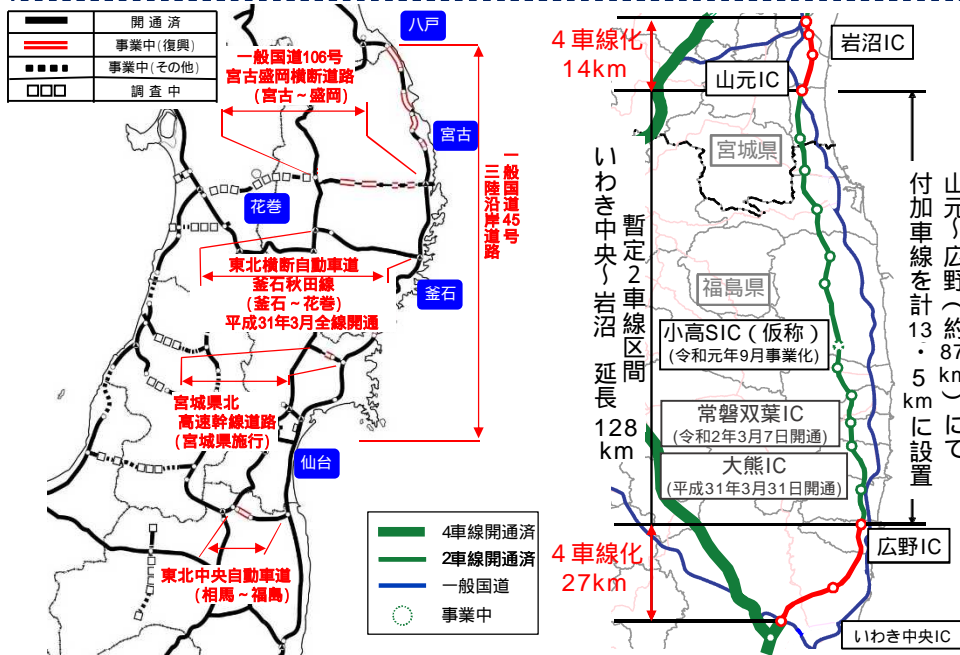 開通済
事業中(復興)
事業中(その他)
調査中
八戸
一般国道106号
宮古盛岡横断道路
(宮古~盛岡)
宮古
一般国道45号
三陸沿岸道路
花巻
東北横断自動車道
釜石秋田線
(釜石~花巻)
平成31年3月全線開通
釜石
宮城県北
高速幹線道路
(宮城県施行)
仙台
東北中央自動車道
(相馬~福島)
4車線開通済
2車線開通済
一般国道
事業中
4車線化
14km
岩沼IC
山元IC
宮城県
暫定2車線区間
いわき中央~岩沼 延長128km
福島県
小高SIC(仮称)
(令和元年9月事業化)
常磐双葉IC
(令和2年3月7日開通)
大熊IC
(平成31年3月31日開通)
山元~広野(約87km)にて
付加車線を計13・5kmに設置
4車線化
27km
広野IC
いわき中央IC